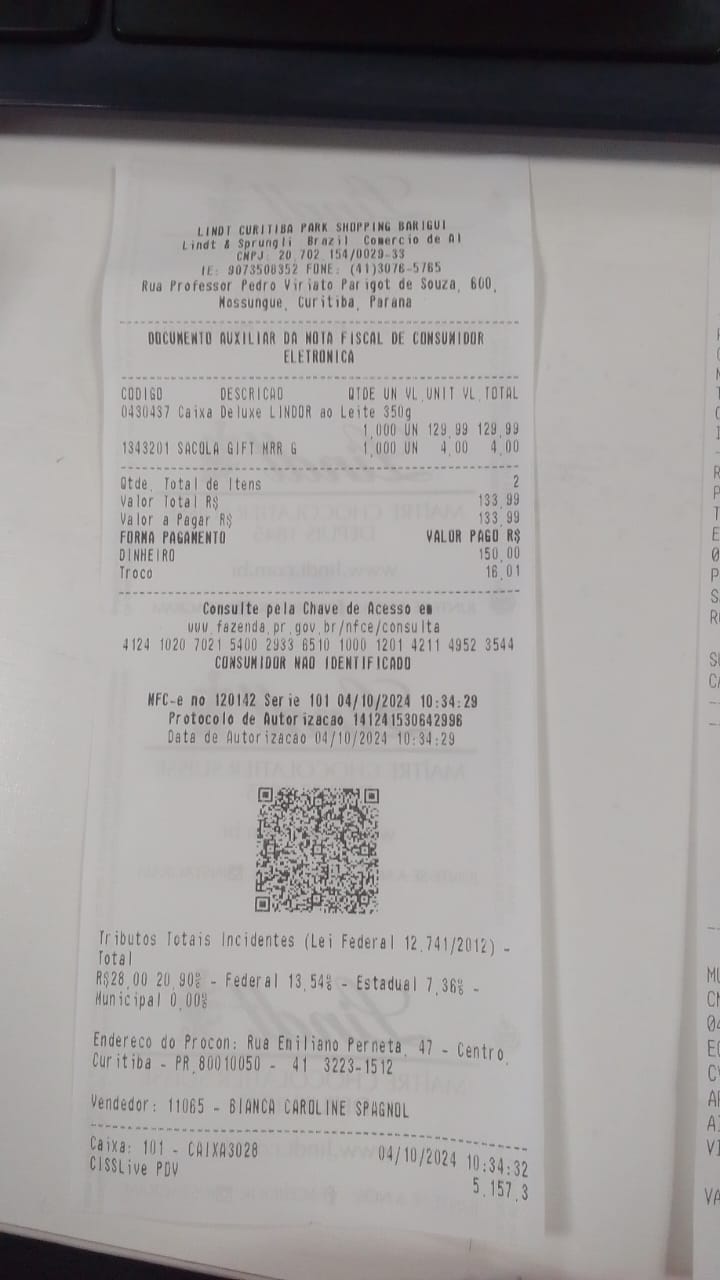 LINDT CURITIBA PARK SHOPPING BARIGUI
Lindt & Sprungli Brazil Comercio de Al
CNPJ: 20.702.154/0029-33
IE: 9073508352 FONE: (41)3076-5765
Rua Professor Pedro Viriato Parigot de Souza, 600,
Mossungue, Curitiba, Parana
DOCUMENTO AUXILIAR DA NOTA FISCAL DE CONSUMIDOR
ELETRONICA
CODIGO DESCRICAO QTDE UN VL.UNIT VL.TOTAL
0430437 Caixa Deluxe LINDOR ao Leite 350g
1,000 UN 129,99 129,99
1343201 SACOLA GIFT MRR G 1,000 UN 4,00 4,00
Qtde. Total de Itens 2
Valor Total R$ 133,99
Valor a Pagar R$ 133,99
FORMA PAGAMENTO VALOR PAGO R$
DINHEIRO 150,00
Troco 16,01
Consulte pela Chave de Acesso em
www.fazenda.pr.gov.br/nfce/consulta
4124 1020 7021 5400 2933 6510 1000 1201 4211 4952 3544
CONSUMIDOR NAO IDENTIFICADO
NFC-e no 120142 Serie 101 04/10/2024 10:34:29
Protocolo de Autorizacao 141241530642996
Data de Autorizacao 04/10/2024 10:34:29
Tributos Totais Incidentes (Lei Federal 12.741/2012) -
Total
R$28,00 20,90% - Federal 13,54% - Estadual 7,36% -
Municipal 0,00%
Endereco do Procon: Rua Emiliano Perneta, 47 - Centro,
Curitiba - PR,80010050 - 41 3223-1512
Vendedor: 11065 - BIANCA CAROLINE SPAGNOL
Caixa: 101 - CAIXA3028 04/10/2024 10:34:32
CISSLive PDV 5.157.3